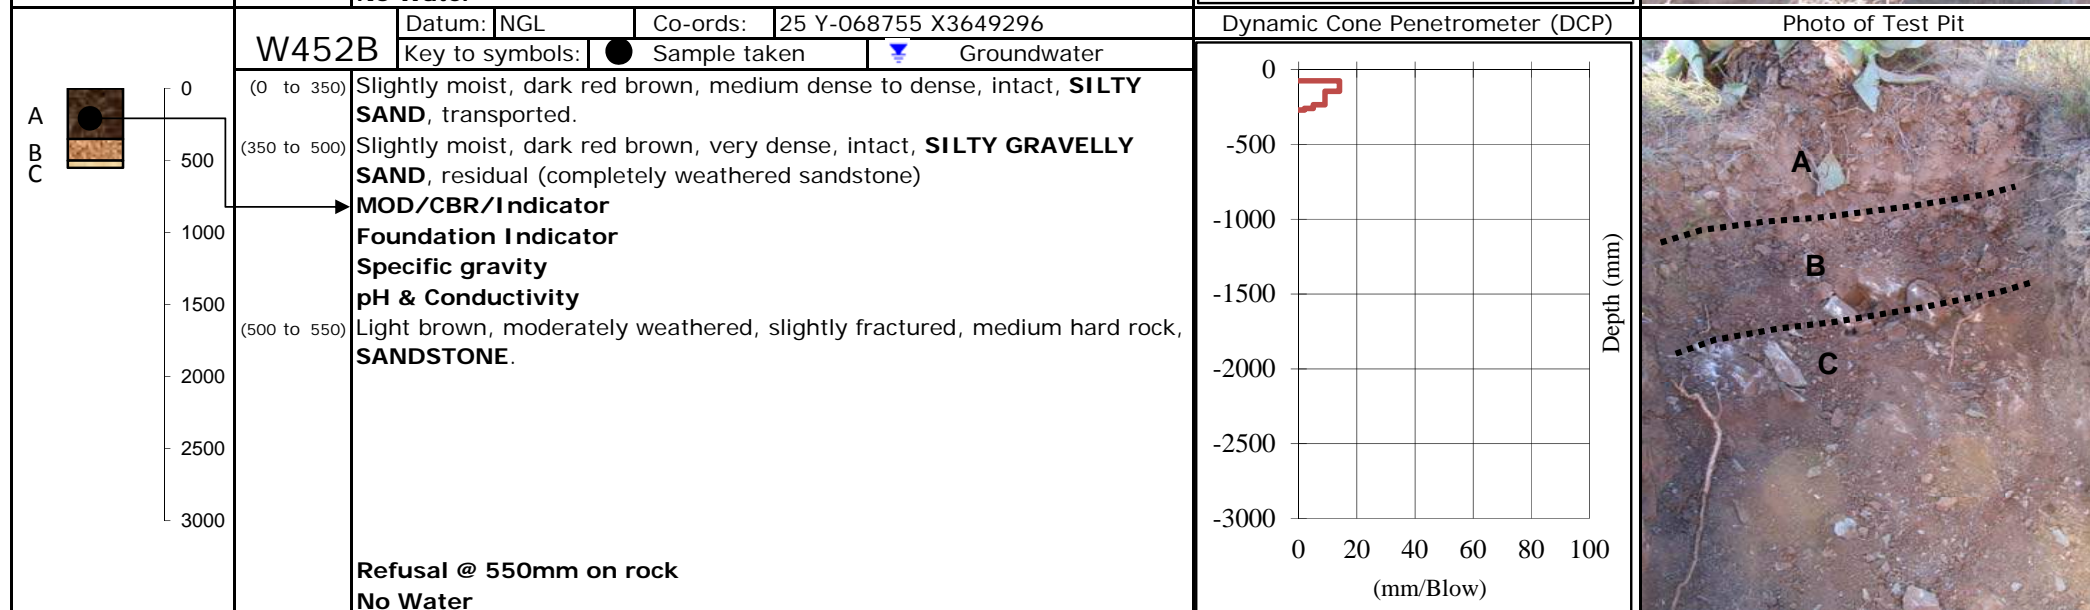 W452B
Datum: NGL Co-ords: 25 Y-068755 X3649296
Key to symbols: Sample taken Groundwater
Dynamic Cone Penetrometer (DCP)
Photo of Test Pit
A
B
C
0
500
1000
1500
2000
2500
3000
(0 to 350) Slightly moist, dark red brown, medium dense to dense, intact, SILTY
SAND, transported.
(350 to 500) Slightly moist, dark red brown, very dense, intact, SILTY GRAVELLY
SAND, residual (completely weathered sandstone)
MOD/CBR/Indicator
Foundation Indicator
Specific gravity
pH & Conductivity
(500 to 550) Light brown, moderately weathered, slightly fractured, medium hard rock,
SANDSTONE.
Refusal @ 550mm on rock
No Water
0
-500
-1000
-1500
-2000
-2500
-3000
0 20 40 60 80 100
(mm/Blow)
Depth (mm)
A
B
C